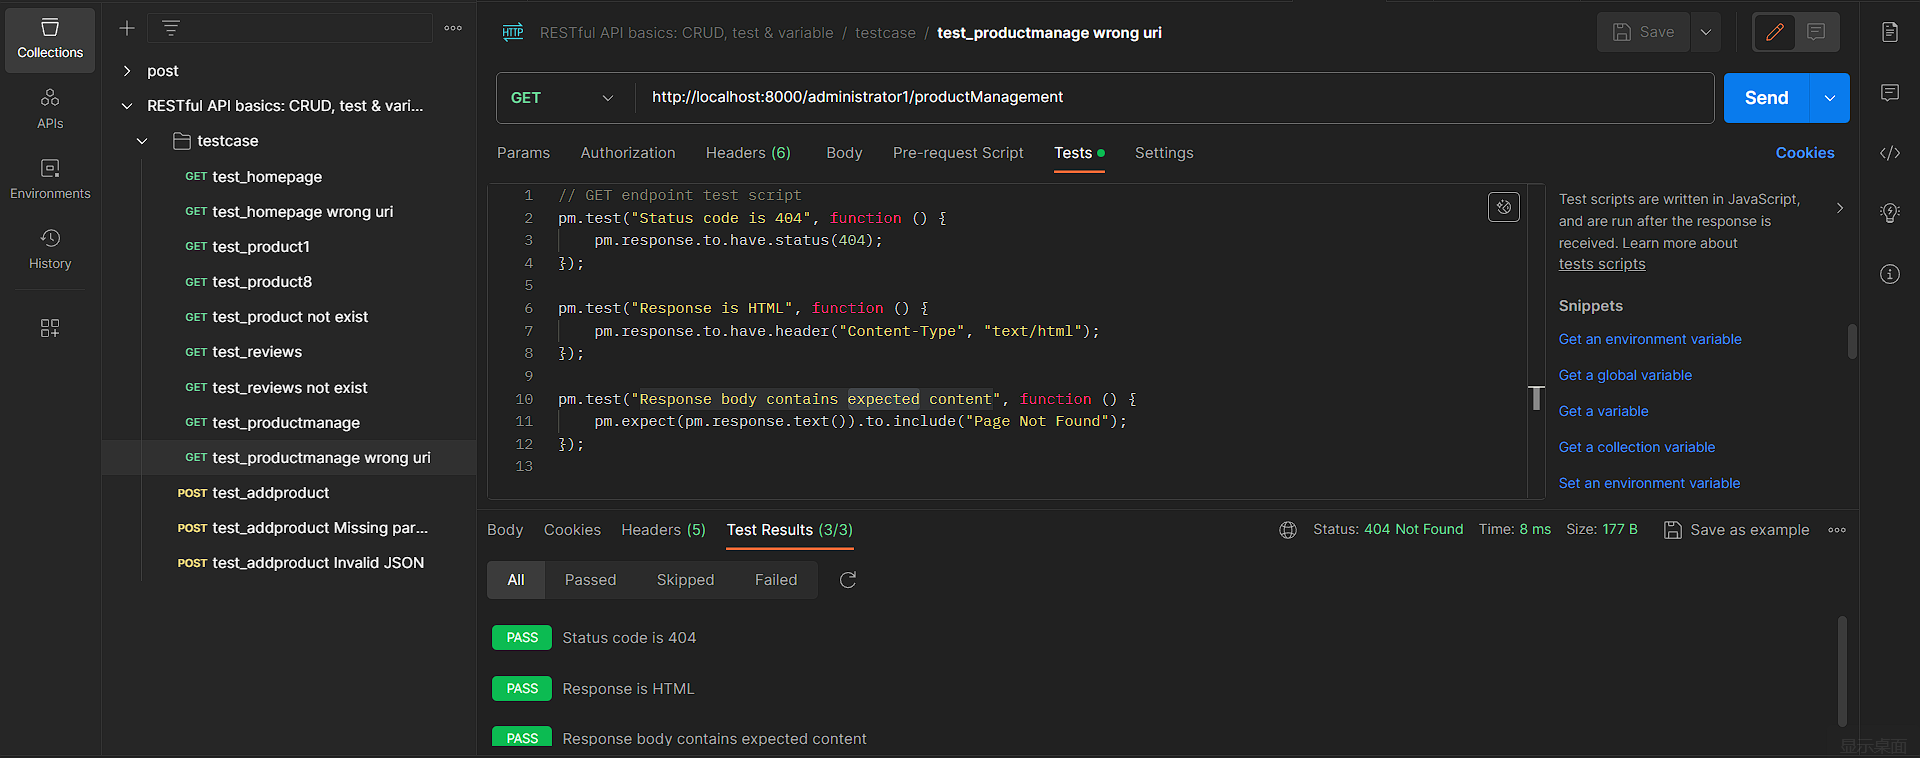 Collections
APIs
Environments
History
post
RESTful API basics: CRUD, test & vari...
testcase
GET test_homepage
GET test_homepage wrong uri
GET test_product1
GET test_product8
GET test_product not exist
GET test_reviews
GET test_reviews not exist
GET test_productmanage
GET test_productmanage wrong uri
POST test_addproduct
POST test_addproduct Missing par...
POST test_addproduct Invalid JSON
HTTP RESTful API basics: CRUD, test & variable / testcase / test_productmanage wrong uri
Save
GET http://localhost:8000/administrator1/productManagement
Send
Params Authorization Headers (6) Body Pre-request Script Tests Settings
Cookies
1 // GET endpoint test script
2 pm.test("Status code is 404", function () {
3 pm.response.to.have.status(404);
4 });
5
6 pm.test("Response is HTML", function () {
7 pm.response.to.have.header("Content-Type", "text/html");
8 });
9
10 pm.test("Response body contains expected content", function () {
11 pm.expect(pm.response.text()).to.include("Page Not Found");
12 });
13
Test scripts are written in JavaScript,
and are run after the response is
received. Learn more about
tests scripts
Snippets
Get an environment variable
Get a global variable
Get a variable
Get a collection variable
Set an environment variable
Body Cookies Headers (5) Test Results (3/3)
Status: 404 Not Found Time: 8 ms Size: 177 B Save as example
All Passed Skipped Failed
PASS Status code is 404
PASS Response is HTML
PASS Response body contains expected content
显示桌面